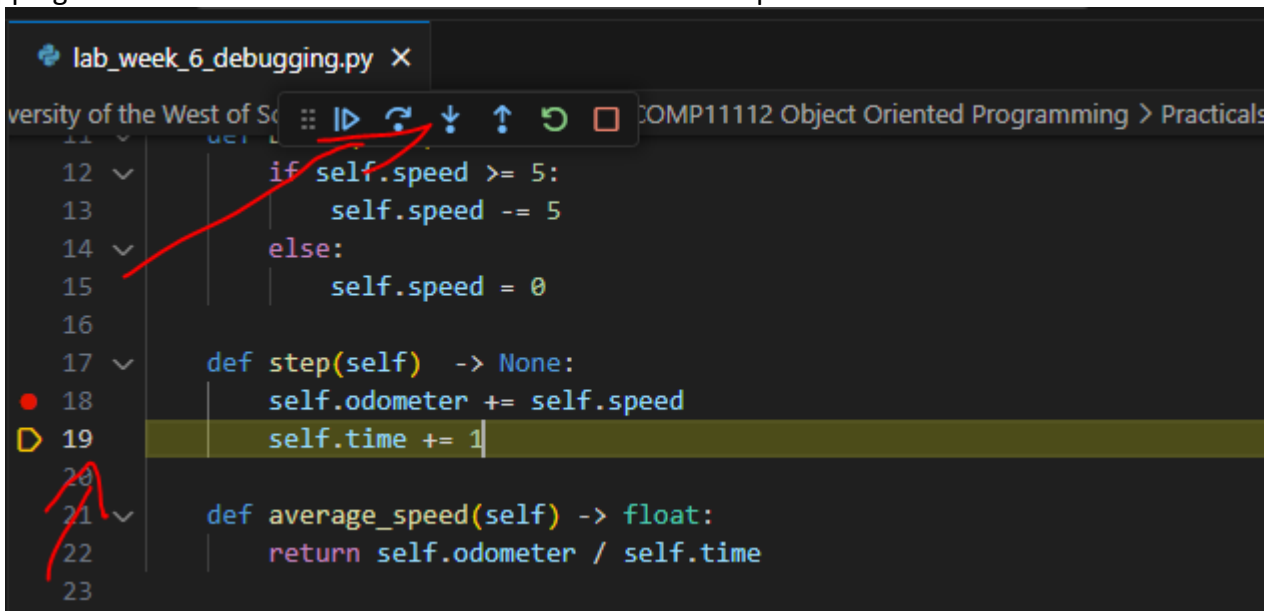 lab_week_6_debugging.py
versity of the West of Sc COMP11112 Object Oriented Programming > Practicals
11 def
12 if self.speed >= 5:
13 self.speed -= 5
14 else:
15 self.speed = 0
16
17 def step(self) -> None:
18 self.odometer += self.speed
19 self.time += 1
20
21 def average_speed(self) -> float:
22 return self.odometer / self.time
23